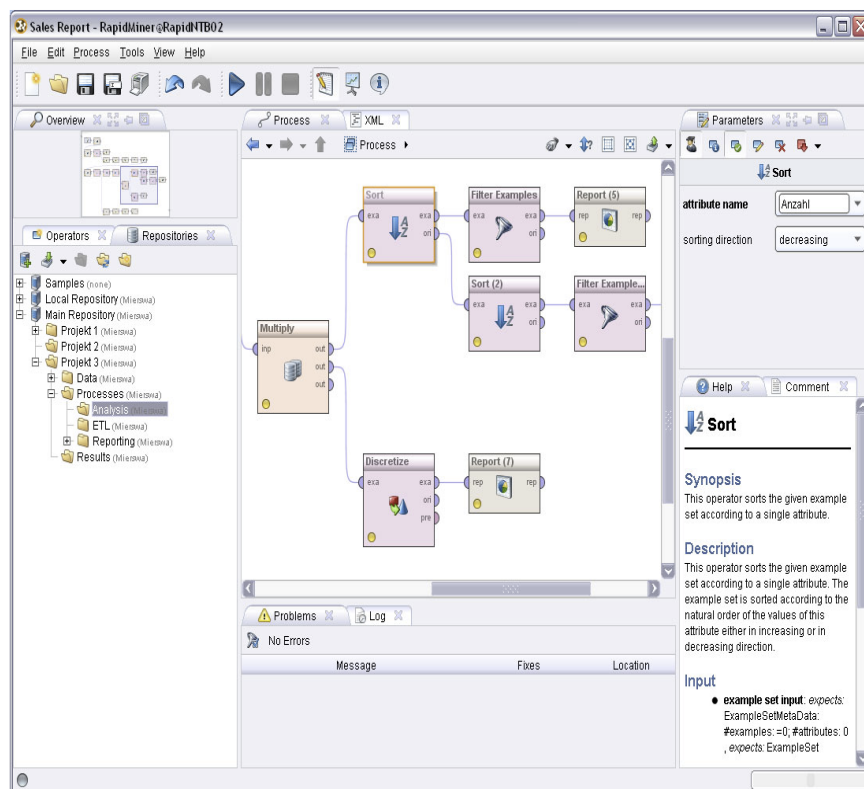 Sales Report - RapidMiner@RapidNTB02
File Edit Process Tools View Help
Overview
Operators
Repositories
Samples (none)
Local Repository (Mierswa)
Main Repository (Mierswa)
Projekt 1 (Mierswa)
Projekt 2 (Mierswa)
Projekt 3 (Mierswa)
Data (Mierswa)
Processes (Mierswa)
Analysis (Mierswa)
ETL (Mierswa)
Reporting (Mierswa)
Results (Mierswa)
Process
XML
Process
Sort
exa exa
ori
Filter Examples
exa exa
ori
Report (5)
rep rep
Sort (2)
exa exa
ori
Filter Example...
exa exa
ori
Multiply
inp out
out
out
Discretize
exa exa
ori
pre
Report (7)
rep rep
Problems
Log
No Errors
Message Fixes Location
Parameters
Sort
attribute name Anzahl
sorting direction decreasing
Help
Comment
Sort
Synopsis
This operator sorts the given example
set according to a single attribute.
Description
This operator sorts the given example
set according to a single attribute. The
example set is sorted according to the
natural order of the values of this
attribute either in increasing or in
decreasing direction.
Input
example set input: expects:
ExampleSetMetaData:
#examples: =0; #attributes: 0
, expects: ExampleSet